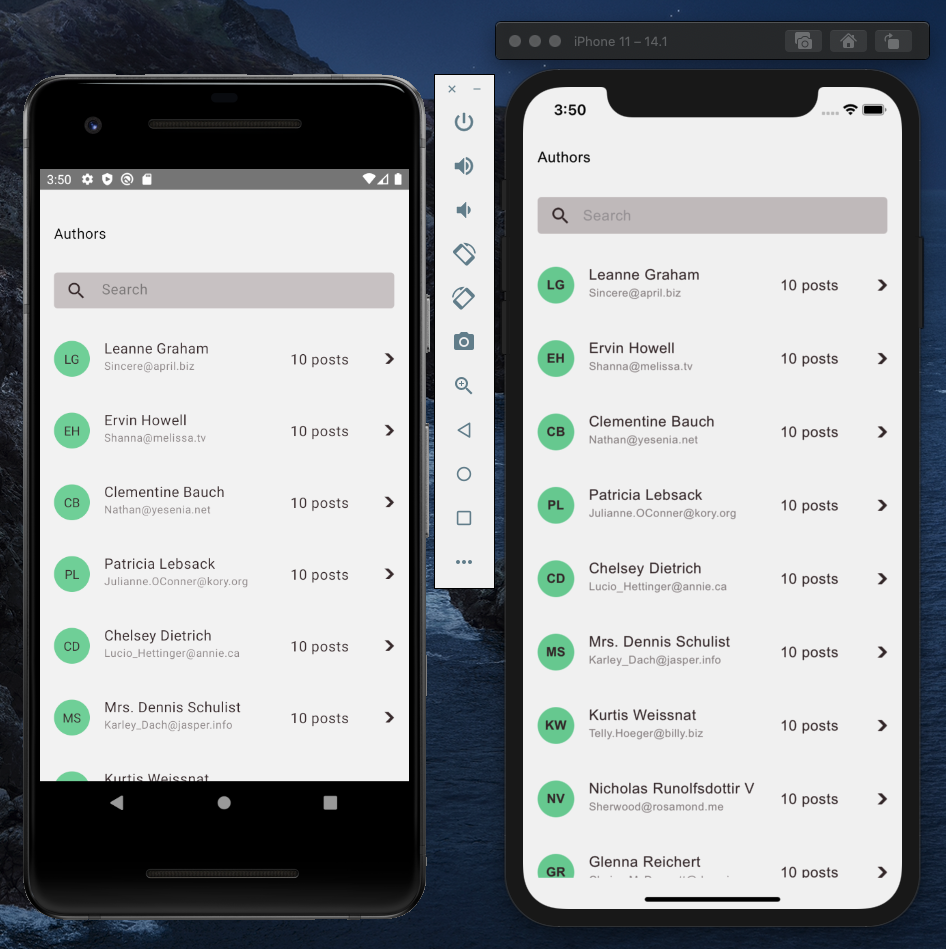 iPhone 11 – 14.1
3:50
Authors
Search
LG
Leanne Graham
Sincere@april.biz
10 posts
EH
Ervin Howell
Shanna@melissa.tv
10 posts
CB
Clementine Bauch
Nathan@yesenia.net
10 posts
PL
Patricia Lebsack
Julianne.OConner@kory.org
10 posts
CD
Chelsey Dietrich
Lucio_Hettinger@annie.ca
10 posts
MS
Mrs. Dennis Schulist
Karley_Dach@jasper.info
10 posts
Kurtis Weissnat
3:50
Authors
Search
LG
Leanne Graham
Sincere@april.biz
10 posts
EH
Ervin Howell
Shanna@melissa.tv
10 posts
CB
Clementine Bauch
Nathan@yesenia.net
10 posts
PL
Patricia Lebsack
Julianne.OConner@kory.org
10 posts
CD
Chelsey Dietrich
Lucio_Hettinger@annie.ca
10 posts
MS
Mrs. Dennis Schulist
Karley_Dach@jasper.info
10 posts
KW
Kurtis Weissnat
Telly.Hoeger@billy.biz
10 posts
NV
Nicholas Runolfsdottir V
Sherwood@rosamond.me
10 posts
GR
Glenna Reichert
10 posts